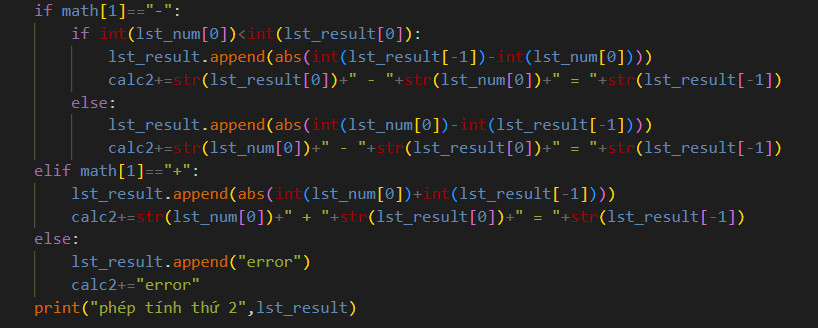 if math[1]=="-":
    if int(lst_num[0])<int(lst_result[0]):
        lst_result.append(abs(int(lst_result[-1])-int(lst_num[0])))
        calc2+=str(lst_result[0])+" - "+str(lst_num[0])+" = "+str(lst_result[-1])
    else:
        lst_result.append(abs(int(lst_num[0])-int(lst_result[-1])))
        calc2+=str(lst_num[0])+" - "+str(lst_result[0])+" = "+str(lst_result[-1])
elif math[1]=="+":
    lst_result.append(abs(int(lst_num[0])+int(lst_result[-1])))
    calc2+=str(lst_num[0])+" + "+str(lst_result[0])+" = "+str(lst_result[-1])
else:
    lst_result.append("error")
    calc2+="error"
print("phép tính thứ 2",lst_result)